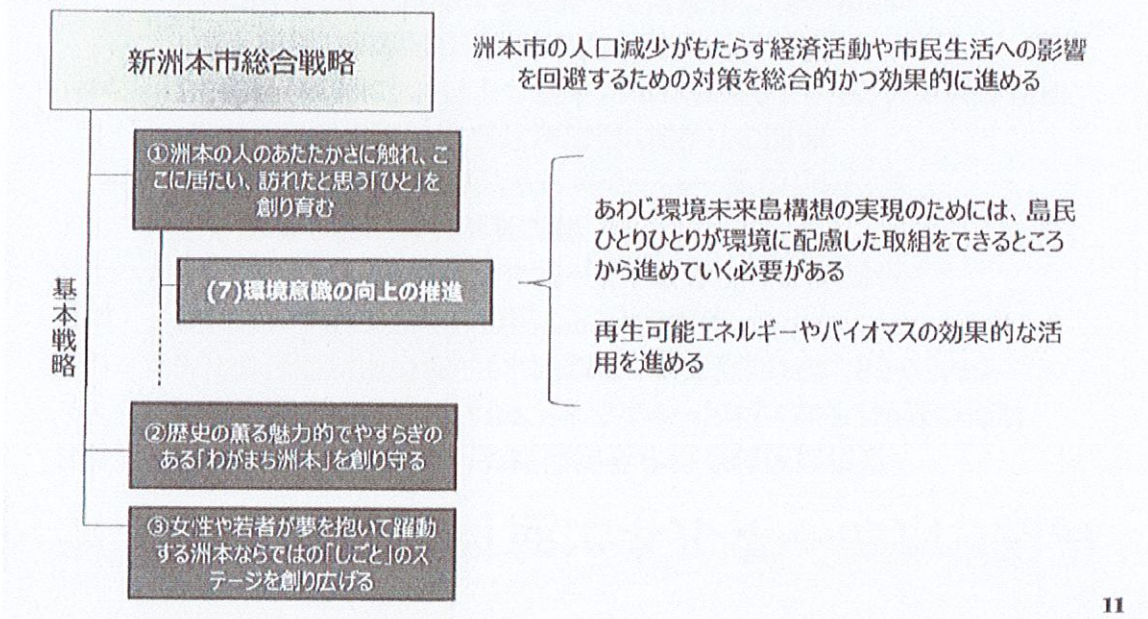 新洲本市総合戦略
洲本市の人口減少がもたらす経済活動や市民生活への影響
を回避するための対策を総合的かつ効果的に進める
基本戦略
①洲本の人のあたたかさに触れ、こ
こに居たい、訪れたと思う「ひと」を
創り育む
(7)環境意識の向上の推進
あわじ環境未来島構想の実現のためには、島民
ひとりひとりが環境に配慮した取組をできるところ
から進めていく必要がある
再生可能エネルギーやバイオマスの効果的な活
用を進める
②歴史の薫る魅力的でやすらぎの
ある「わがまち洲本」を創り守る
③女性や若者が夢を抱いて躍動
する洲本ならではの「しごと」のス
テージを創り広げる
11